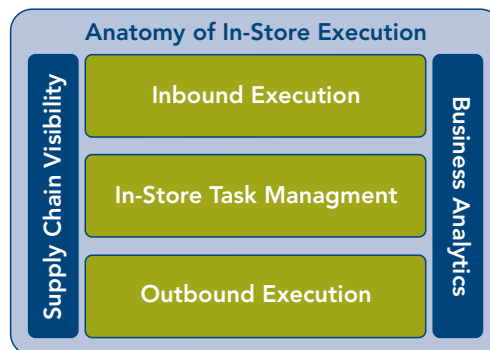 Anatomy of In-Store Execution
Supply Chain Visibility
Inbound Execution
In-Store Task Managment
Outbound Execution
Business Analytics